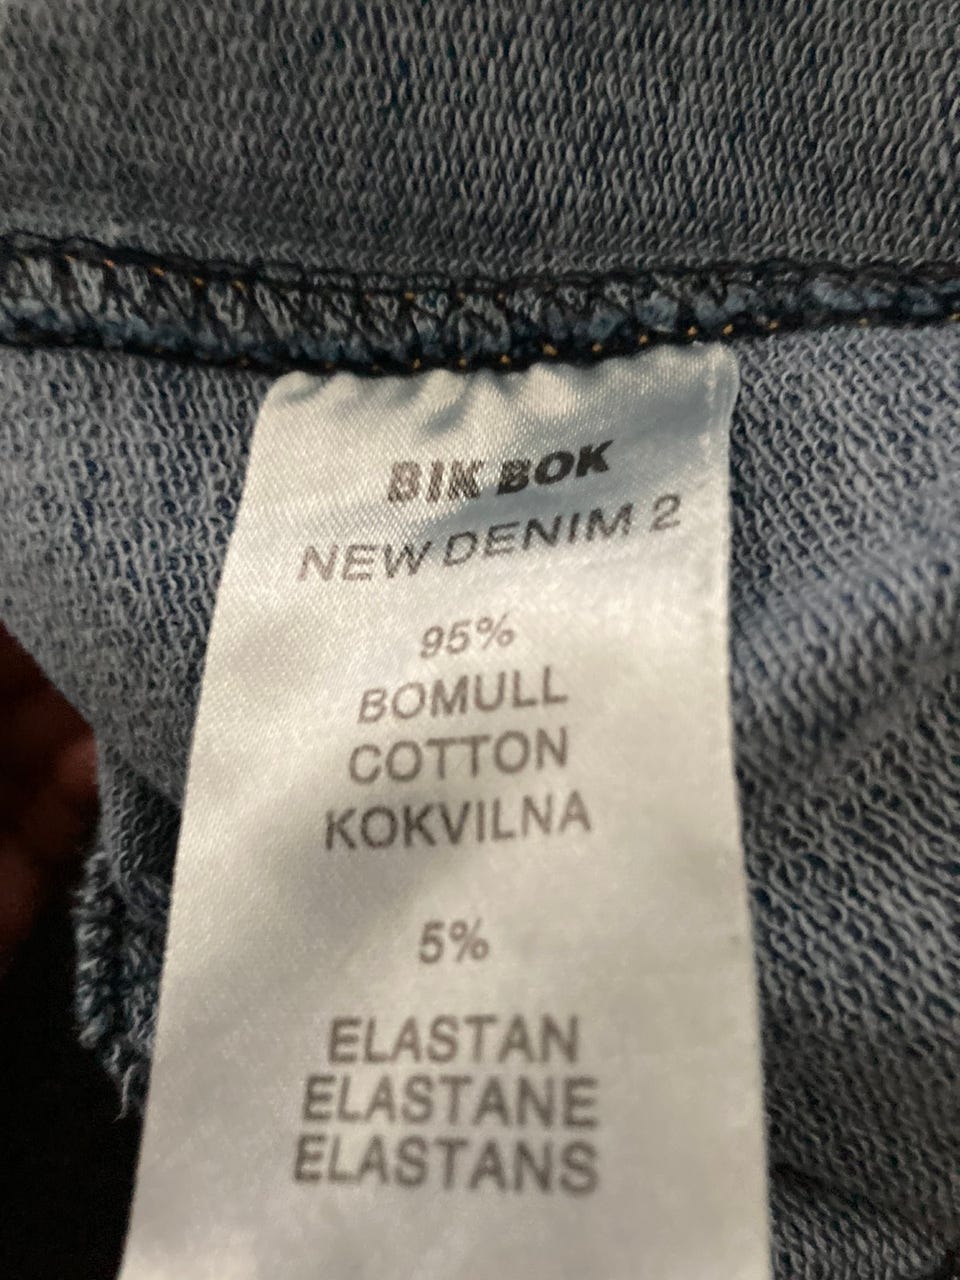 BIK BOK
NEW DENIM 2
95%
BOMULL
COTTON
KOKVILNA
5%
ELASTAN
ELASTANE
ELASTANS